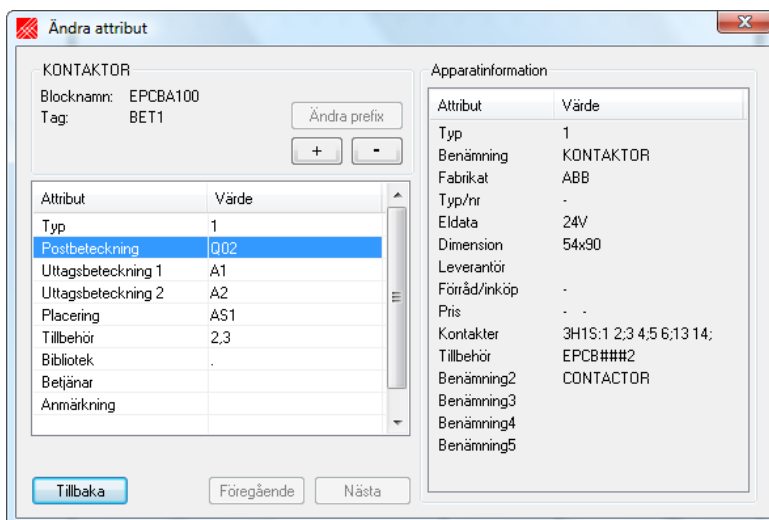 Ändra attribut
KONTAKTOR
Blocknamn: EPCBA100
Tag: BET1
Ändra prefix
+ -
Attribut Värde
Typ 1
Postbeteckning Q02
Uttagsbeteckning 1 A1
Uttagsbeteckning 2 A2
Placering AS1
Tillbehör 2,3
Bibliotek .
Betjänar
Anmärkning
Tillbaka
Föregående
Nästa
Apparatinformation
Attribut Värde
Typ 1
Benämning KONTAKTOR
Fabrikat ABB
Typ/nr -
Eldata 24V
Dimension 54x90
Leverantör
Förråd/inköp -
Pris - -
Kontakter 3H1S:1 2;3 4;5 6;13 14;
Tillbehör EPCB###2
Benämning2 CONTACTOR
Benämning3
Benämning4
Benämning5